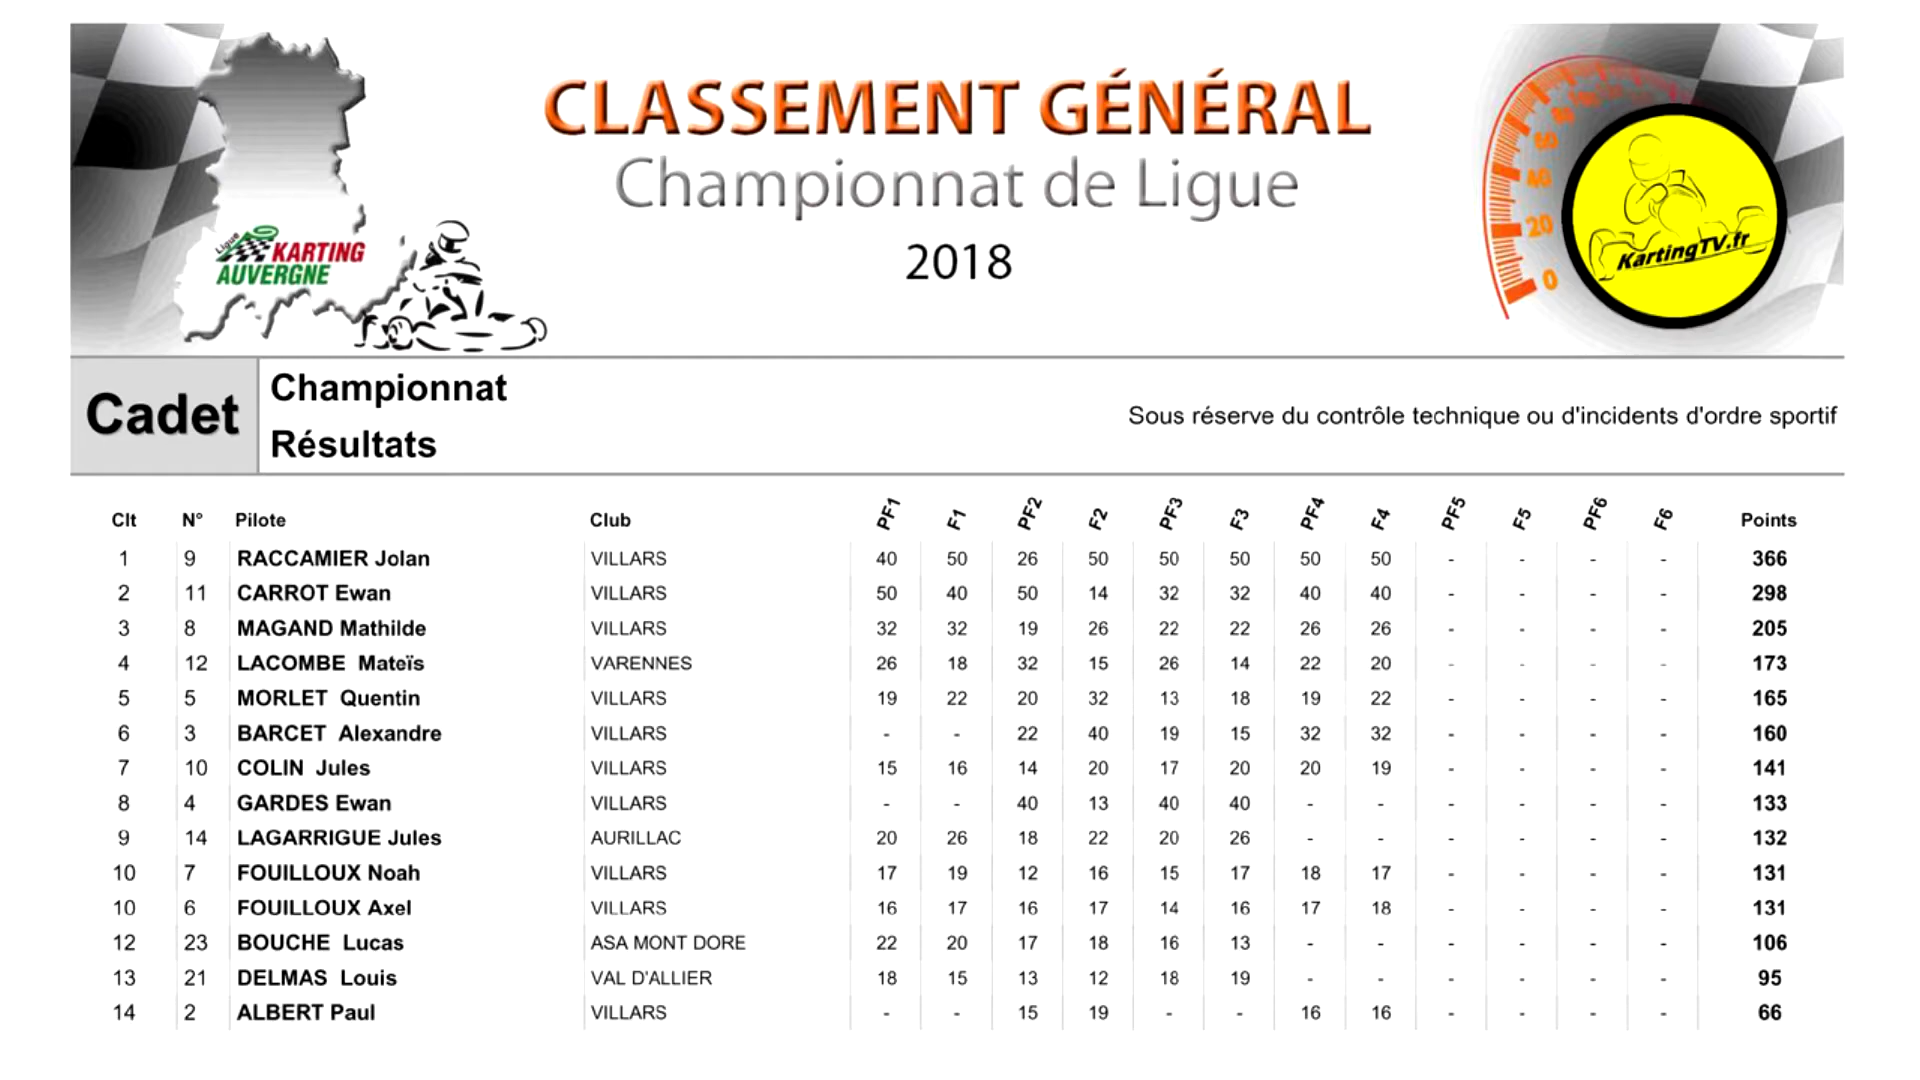 CLASSEMENT GÉNÉRAL
Championnat de Ligue
2018
Ligue
KARTING
AUVERGNE
60
40
20
0
KartingTV.fr
Cadet
Championnat
Résultats
Sous réserve du contrôle technique ou d'incidents d'ordre sportif
Clt N° Pilote Club PF1 F1 PF2 F2 PF3 F3 PF4 F4 PF5 F5 PF6 F6 Points
1 9 RACCAMIER Jolan VILLARS 40 50 26 50 50 50 50 50 - - - - 366
2 11 CARROT Ewan VILLARS 50 40 50 14 32 32 40 40 - - - - 298
3 8 MAGAND Mathilde VILLARS 32 32 19 26 22 22 26 26 - - - - 205
4 12 LACOMBE Mateïs VARENNES 26 18 32 15 26 14 22 20 - - - - 173
5 5 MORLET Quentin VILLARS 19 22 20 32 13 18 19 22 - - - - 165
6 3 BARCET Alexandre VILLARS - - 22 40 19 15 32 32 - - - - 160
7 10 COLIN Jules VILLARS 15 16 14 20 17 20 20 19 - - - - 141
8 4 GARDES Ewan VILLARS - - 40 13 40 40 - - - - - - 133
9 14 LAGARRIGUE Jules AURILLAC 20 26 18 22 20 26 - - - - - - 132
10 7 FOUILLOUX Noah VILLARS 17 19 12 16 15 17 18 17 - - - - 131
10 6 FOUILLOUX Axel VILLARS 16 17 16 17 14 16 17 18 - - - - 131
12 23 BOUCHE Lucas ASA MONT DORE 22 20 17 18 16 13 - - - - - - 106
13 21 DELMAS Louis VAL D'ALLIER 18 15 13 12 18 19 - - - - - - 95
14 2 ALBERT Paul VILLARS - - 15 19 - - 16 16 - - - - 66